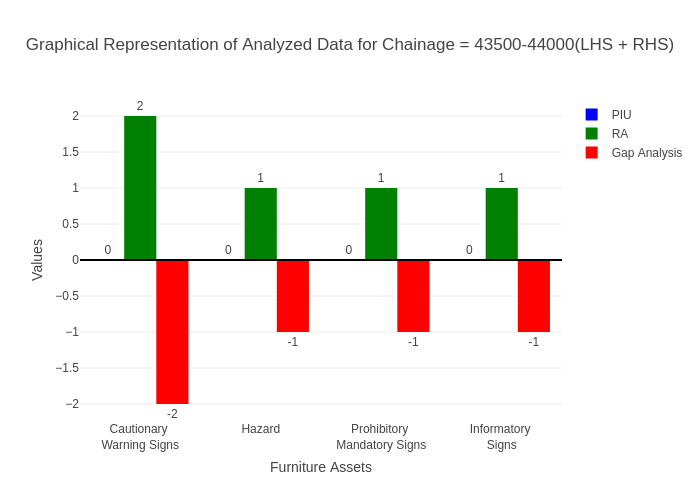 Graphical Representation of Analyzed Data for Chainage = 43500-44000(LHS + RHS)
PIU
RA
Gap Analysis
Values
2
1.5
1
0.5
0
−0.5
−1
−1.5
−2
0
2
-2
0
1
-1
0
1
-1
0
1
-1
Cautionary
Warning Signs
Hazard
Prohibitory
Mandatory Signs
Informatory
Signs
Furniture Assets